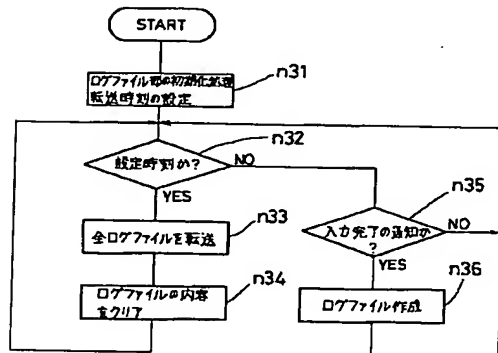 START
ログファイル部の初期化処理
転送時刻の設定
n31
設定時刻か?
n32
NO
YES
全ログファイルを転送
n33
ログファイルの内容
をクリア
n34
入力完了の通知か
?
n35
NO
YES
ログファイル作成
n36